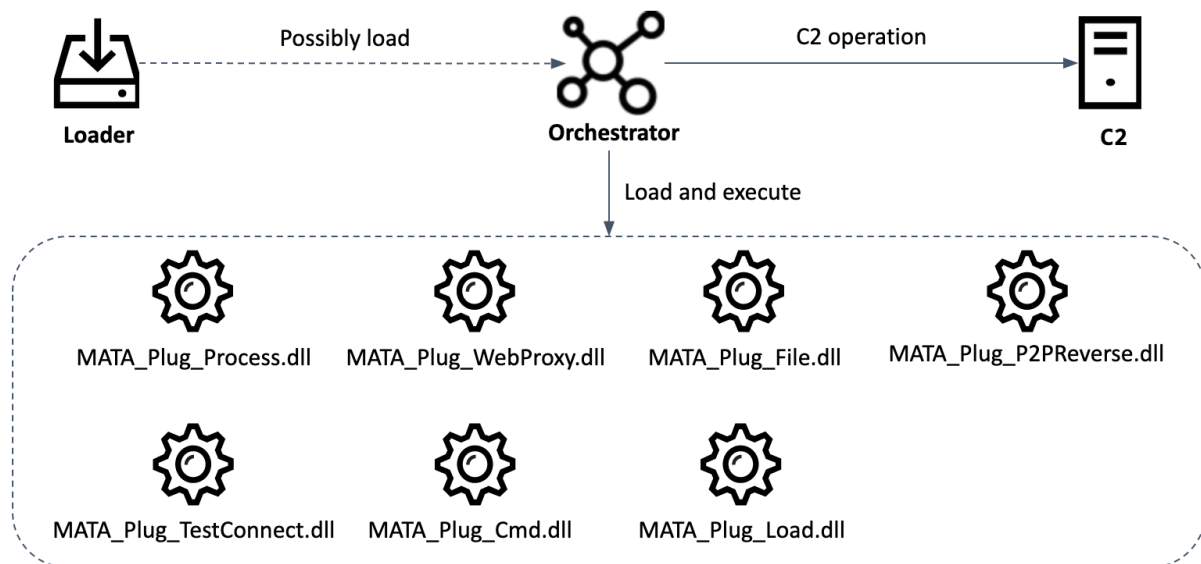 Possibly load
C2 operation
Loader
Orchestrator
C2
Load and execute
MATA_Plug_Process.dll
MATA_Plug_WebProxy.dll
MATA_Plug_File.dll
MATA_Plug_P2PReverse.dll
MATA_Plug_TestConnect.dll
MATA_Plug_Cmd.dll
MATA_Plug_Load.dll